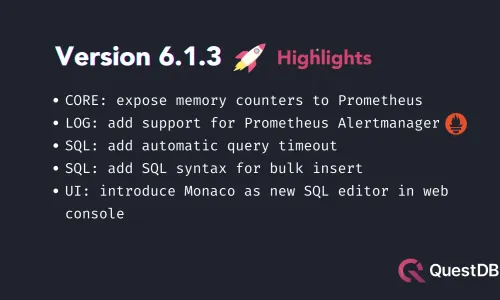 Version 6.1.3 🚀 Highlights
• CORE: expose memory counters to Prometheus
• LOG: add support for Prometheus Alertmanager
• SQL: add automatic query timeout
• SQL: add SQL syntax for bulk insert
• UI: introduce Monaco as new SQL editor in web
console
QuestDB